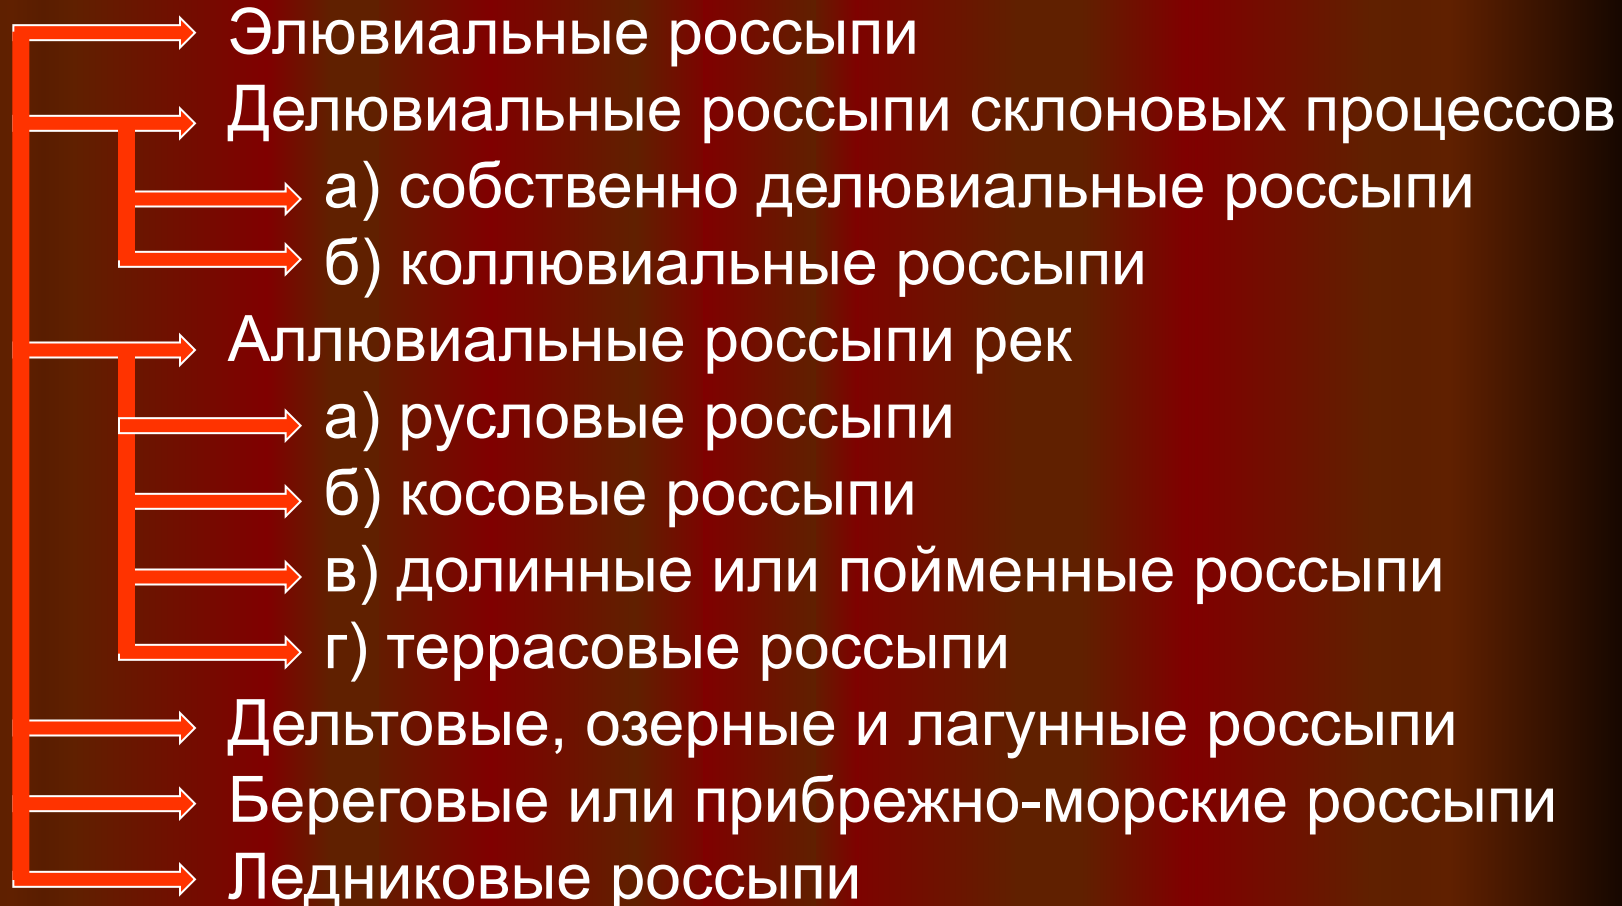 Элювиальные россыпи
Делювиальные россыпи склоновых процессов
а) собственно делювиальные россыпи
б) коллювиальные россыпи
Аллювиальные россыпи рек
а) русловые россыпи
б) косовые россыпи
в) долинные или пойменные россыпи
г) террасовые россыпи
Дельтовые, озерные и лагунные россыпи
Береговые или прибрежно-морские россыпи
Ледниковые россыпи